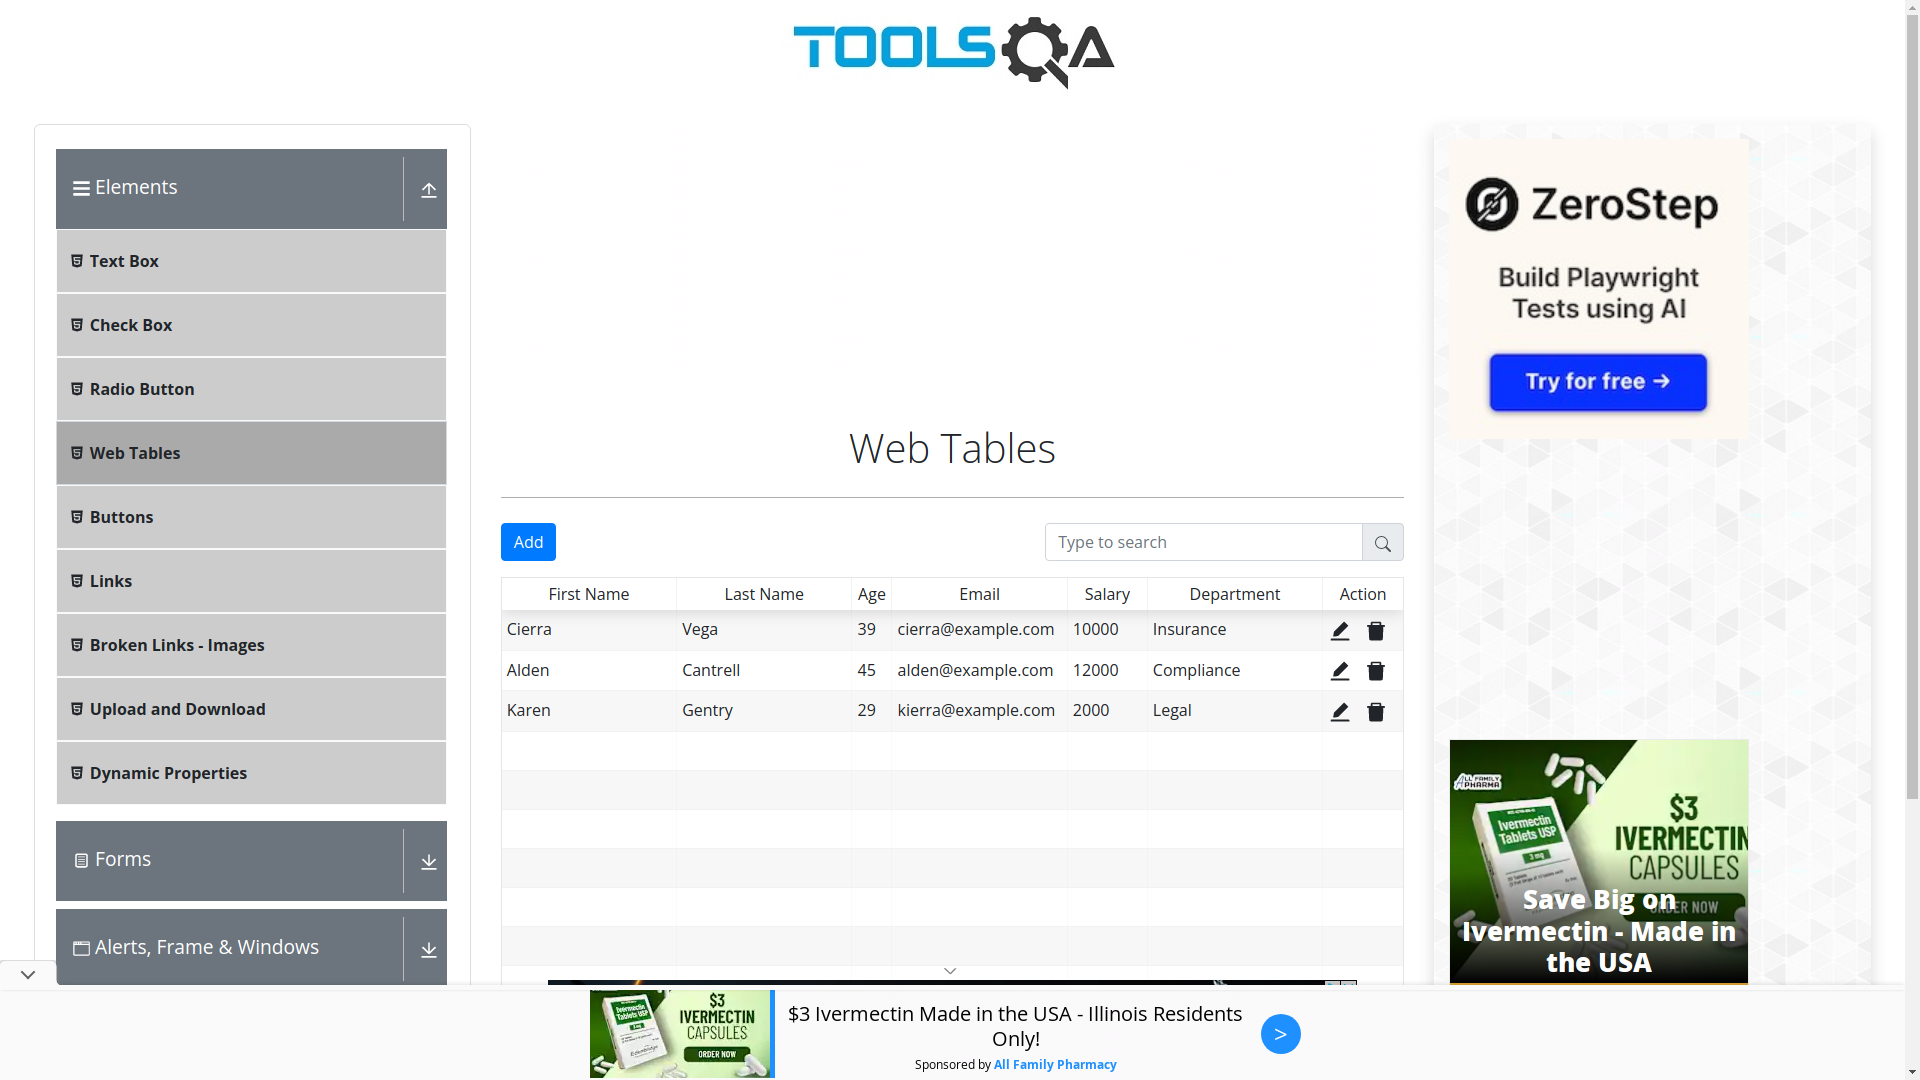 TOOLSQA
Elements
Text Box
Check Box
Radio Button
Web Tables
Buttons
Links
Broken Links - Images
Upload and Download
Dynamic Properties
Forms
Alerts, Frame & Windows
Web Tables
Add
Type to search
First Name Last Name Age Email Salary Department Action
Cierra Vega 39 cierra@example.com 10000 Insurance
Alden Cantrell 45 alden@example.com 12000 Compliance
Karen Gentry 29 kierra@example.com 2000 Legal
ZeroStep
Build Playwright
Tests using AI
Try for free →
ALL FAMILY
PHARMA
Ivermectin
Tablets USP
3 mg
$3
IVERMECTIN
CAPSULES
ORDER NOW
Save Big on
Ivermectin - Made in
the USA
Ivermectin
Tablets USP
$3
IVERMECTIN
CAPSULES
ORDER NOW
$3 Ivermectin Made in the USA - Illinois Residents
Only!
Sponsored by All Family Pharmacy
>